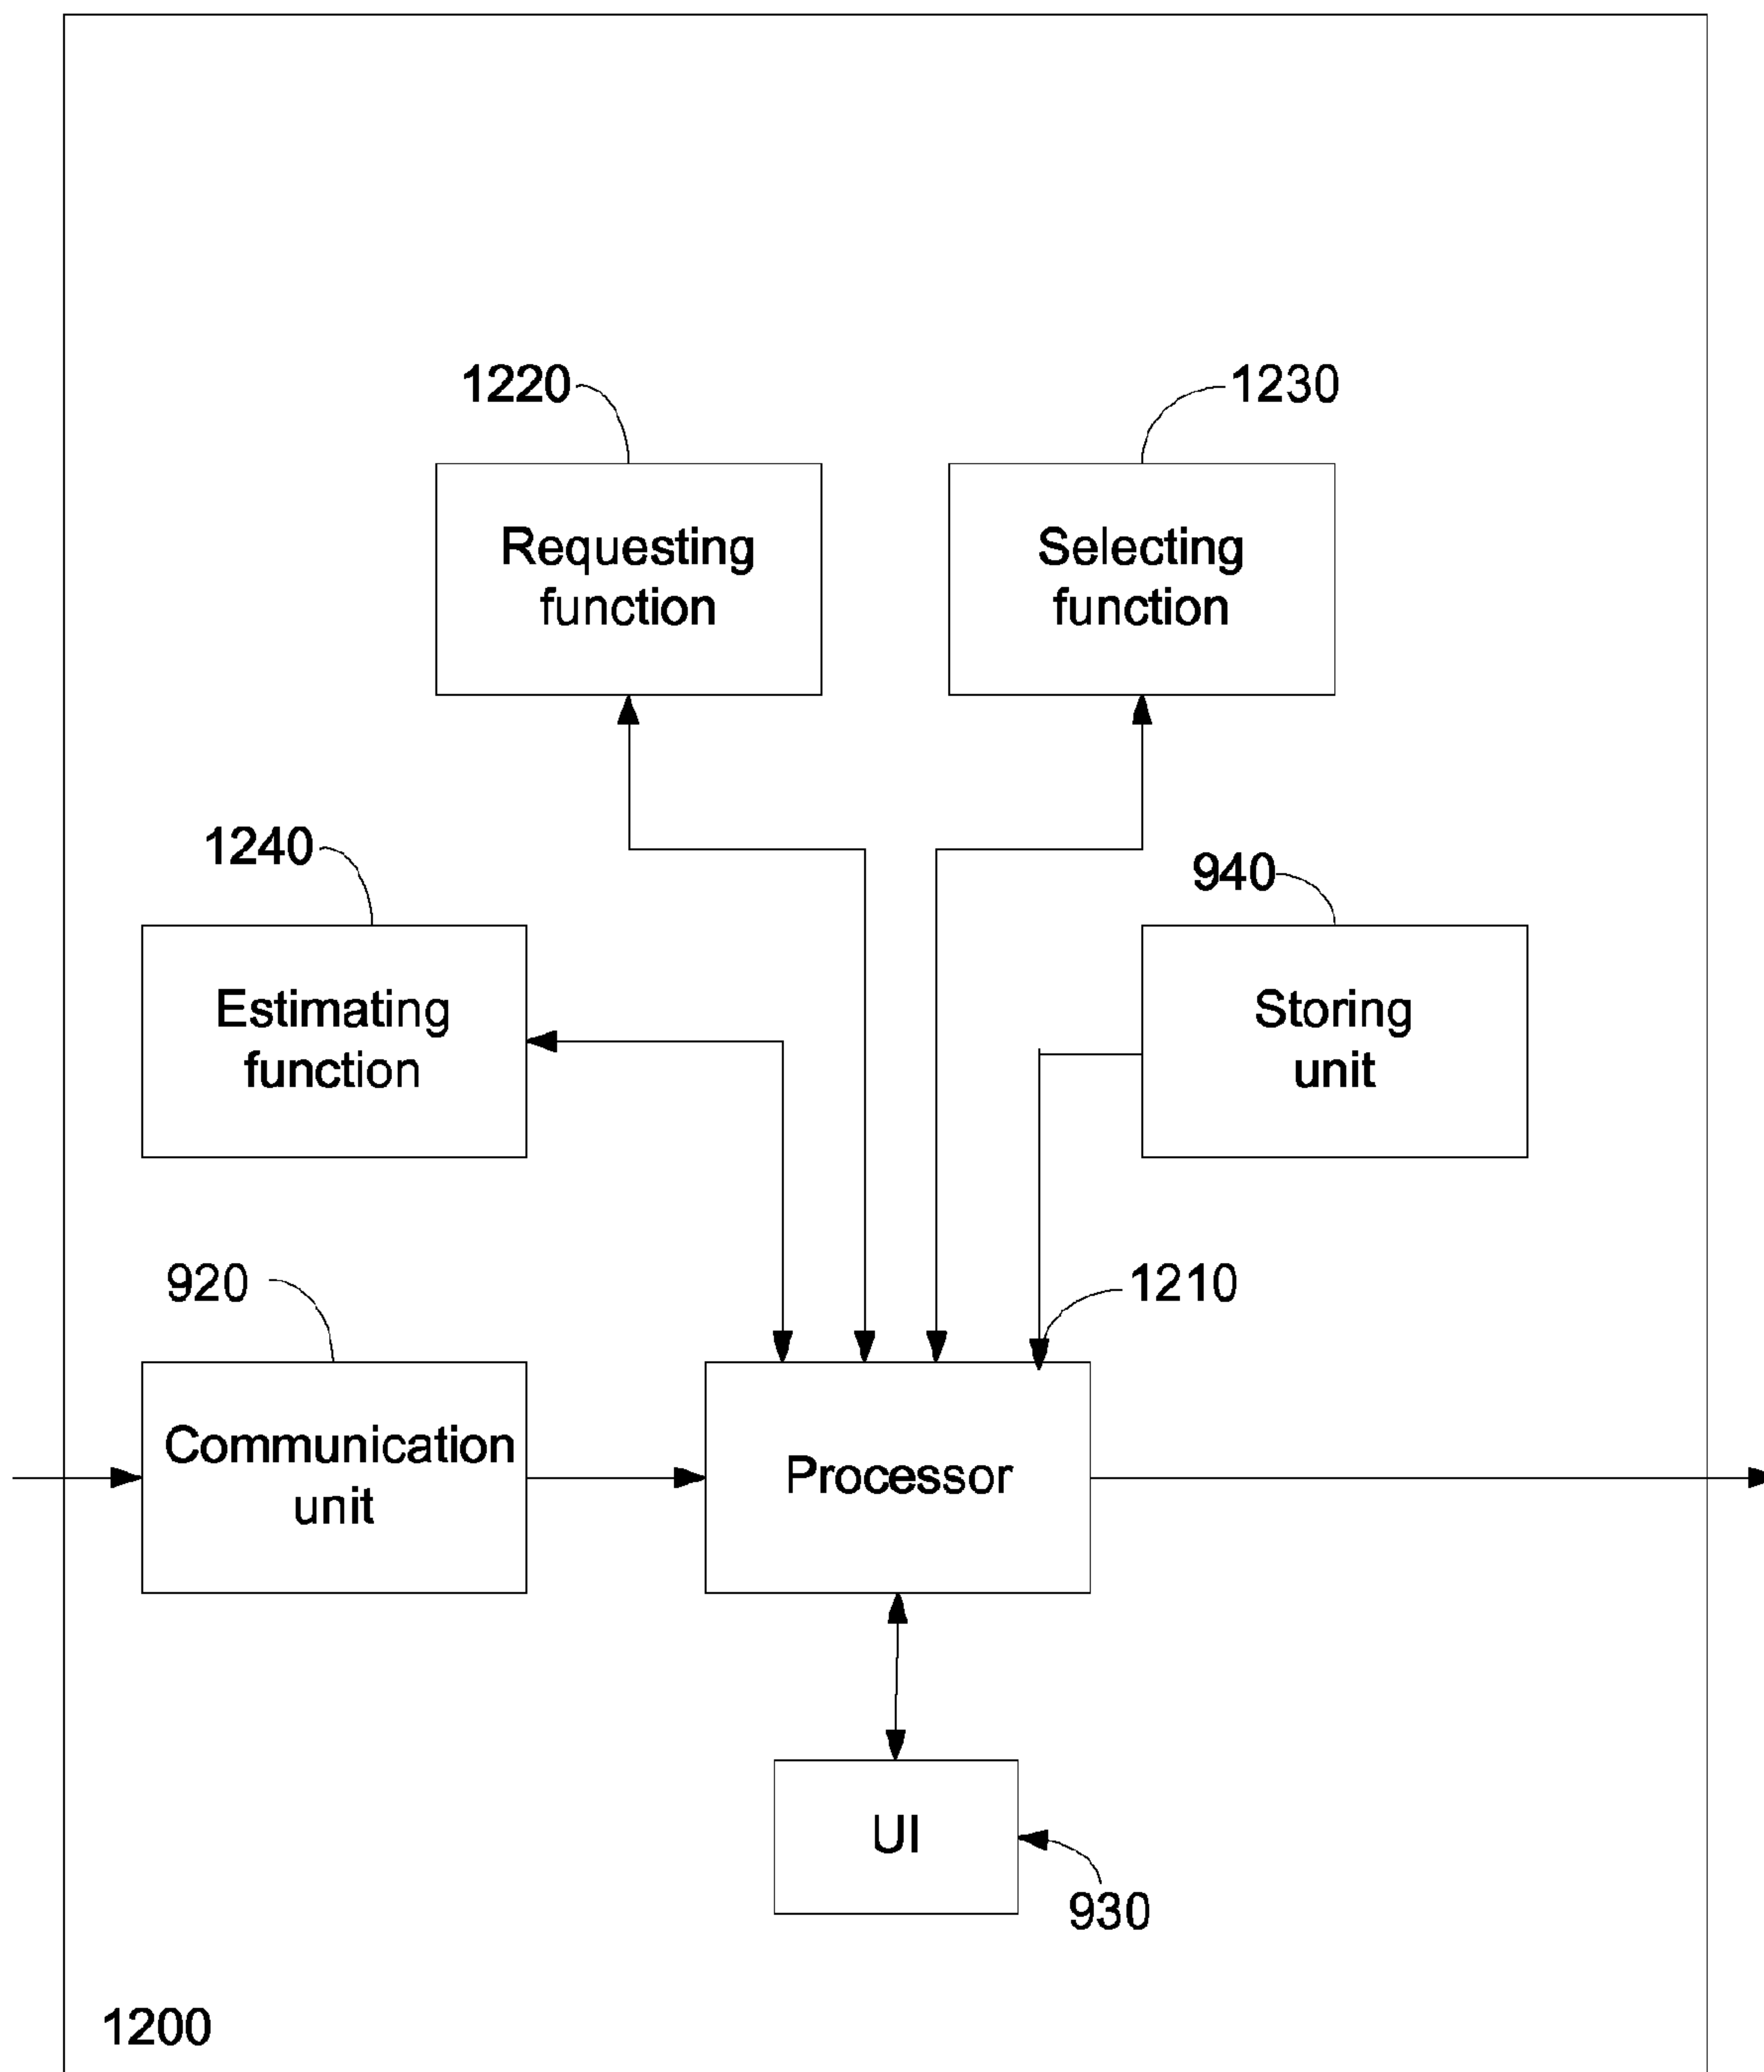 1220
1230
Requesting
function
Selecting
function
1240
940
Estimating
function
Storing
unit
920
1210
Communication
unit
Processor
UI
930
1200